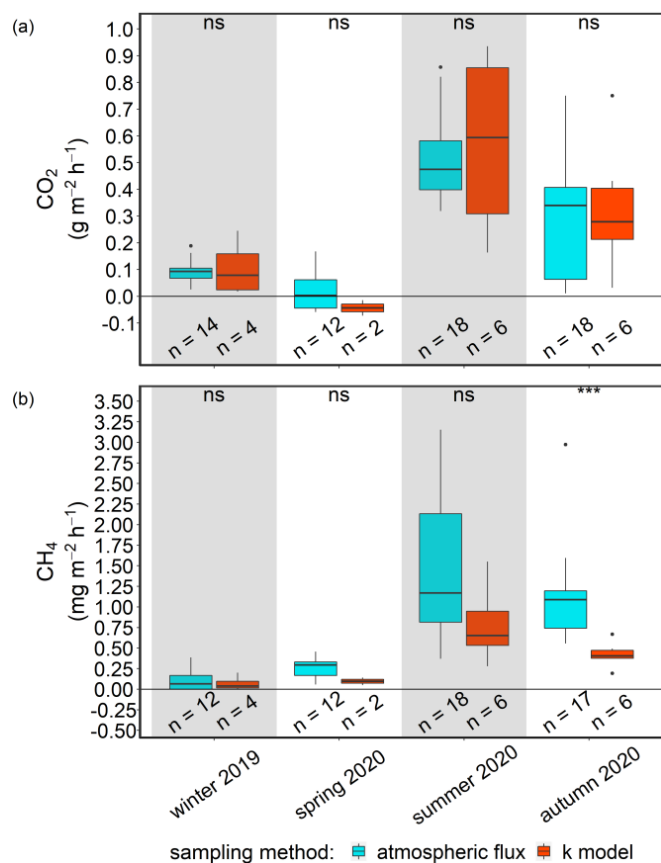 (a)
ns ns ns ns
1.0
0.9
0.8
0.7
0.6
0.5
0.4
0.3
0.2
0.1
0.0
-0.1
CO₂
(g m⁻² h⁻¹)
n = 14 n = 4 n = 12 n = 2 n = 18 n = 6 n = 18 n = 6
(b)
ns ns ns ***
3.50
3.25
3.00
2.75
2.50
2.25
2.00
1.75
1.50
1.25
1.00
0.75
0.50
0.25
0.00
-0.25
-0.50
CH₄
(mg m⁻² h⁻¹)
n = 12 n = 4 n = 12 n = 2 n = 18 n = 6 n = 17 n = 6
winter 2019 spring 2020 summer 2020 autumn 2020
sampling method: atmospheric flux k model